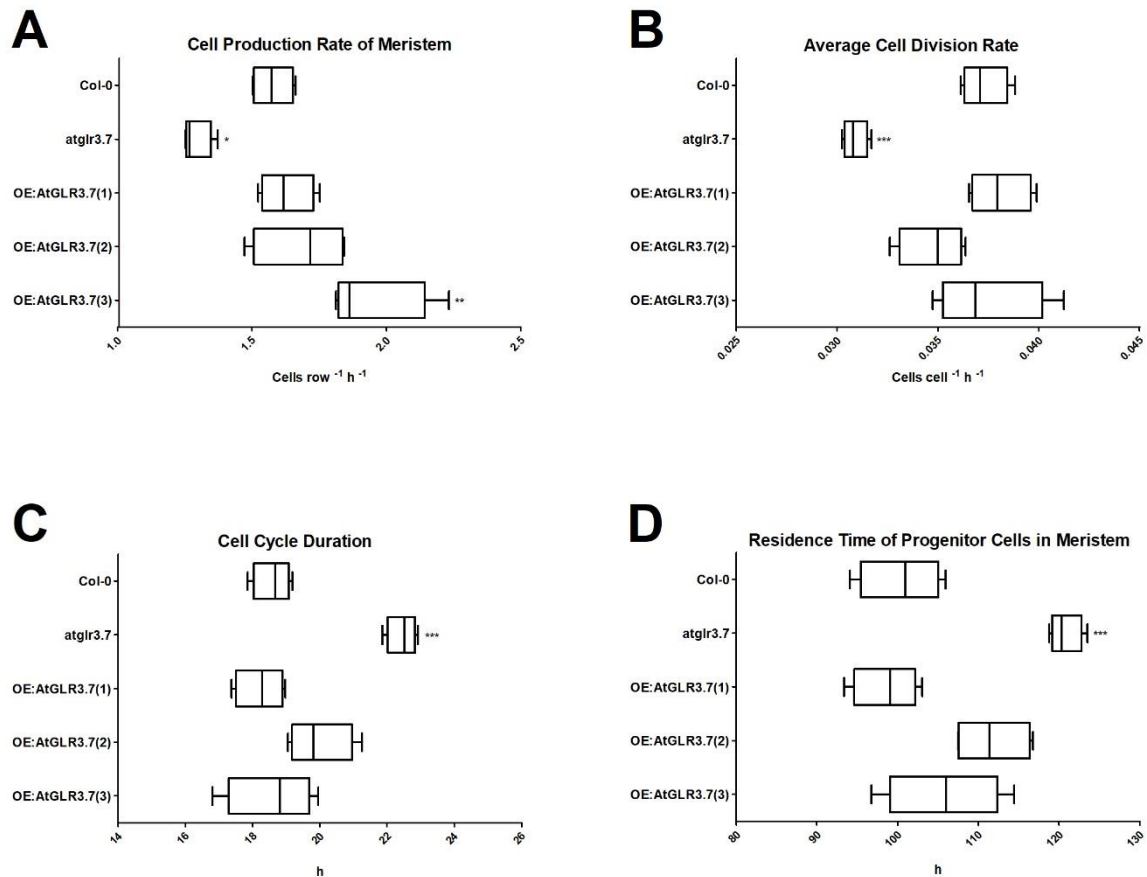 A
Cell Production Rate of Meristem
Col-0
atglr3.7
*
OE:AtGLR3.7(1)
OE:AtGLR3.7(2)
OE:AtGLR3.7(3)
**
1.0
1.5
2.0
2.5
Cells row ⁻¹ h ⁻¹
B
Average Cell Division Rate
Col-0
atglr3.7
***
OE:AtGLR3.7(1)
OE:AtGLR3.7(2)
OE:AtGLR3.7(3)
0.025
0.030
0.035
0.040
0.045
Cells cell ⁻¹ h ⁻¹
C
Cell Cycle Duration
Col-0
atglr3.7
***
OE:AtGLR3.7(1)
OE:AtGLR3.7(2)
OE:AtGLR3.7(3)
14
16
18
20
22
24
26
h
D
Residence Time of Progenitor Cells in Meristem
Col-0
atglr3.7
***
OE:AtGLR3.7(1)
OE:AtGLR3.7(2)
OE:AtGLR3.7(3)
80
90
100
110
120
130
h